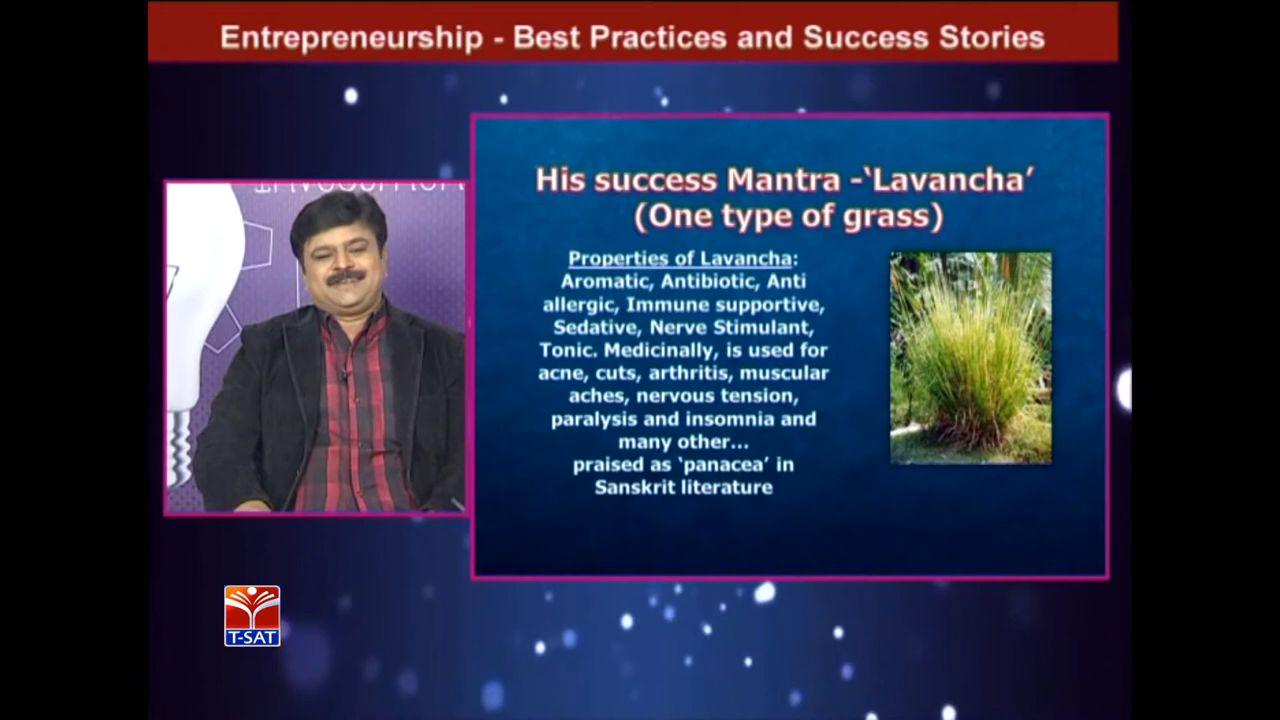 Entrepreneurship - Best Practices and Success Stories
His success Mantra -‘Lavancha’
(One type of grass)
Properties of Lavancha:
Aromatic, Antibiotic, Anti
allergic, Immune supportive,
Sedative, Nerve Stimulant,
Tonic. Medicinally, is used for
acne, cuts, arthritis, muscular
aches, nervous tension,
paralysis and insomnia and
many other...
praised as ‘panacea’ in
Sanskrit literature
T-SAT